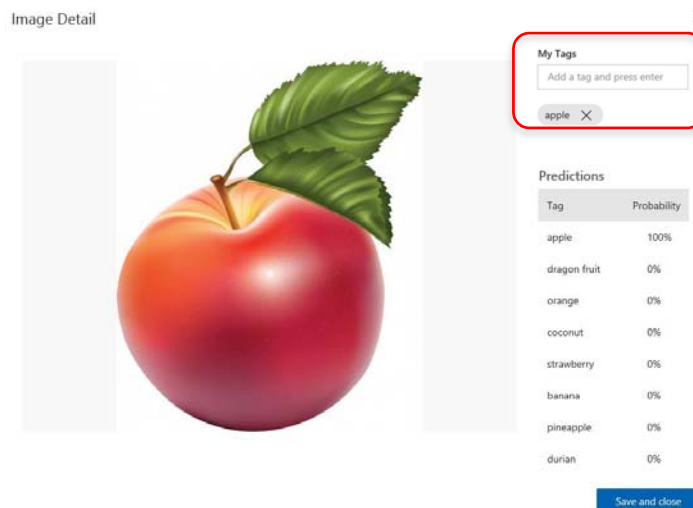 Image Detail
My Tags
Add a tag and press enter
apple
Predictions
Tag Probability
apple 100%
dragon fruit 0%
orange 0%
coconut 0%
strawberry 0%
banana 0%
pineapple 0%
durian 0%
Save and close